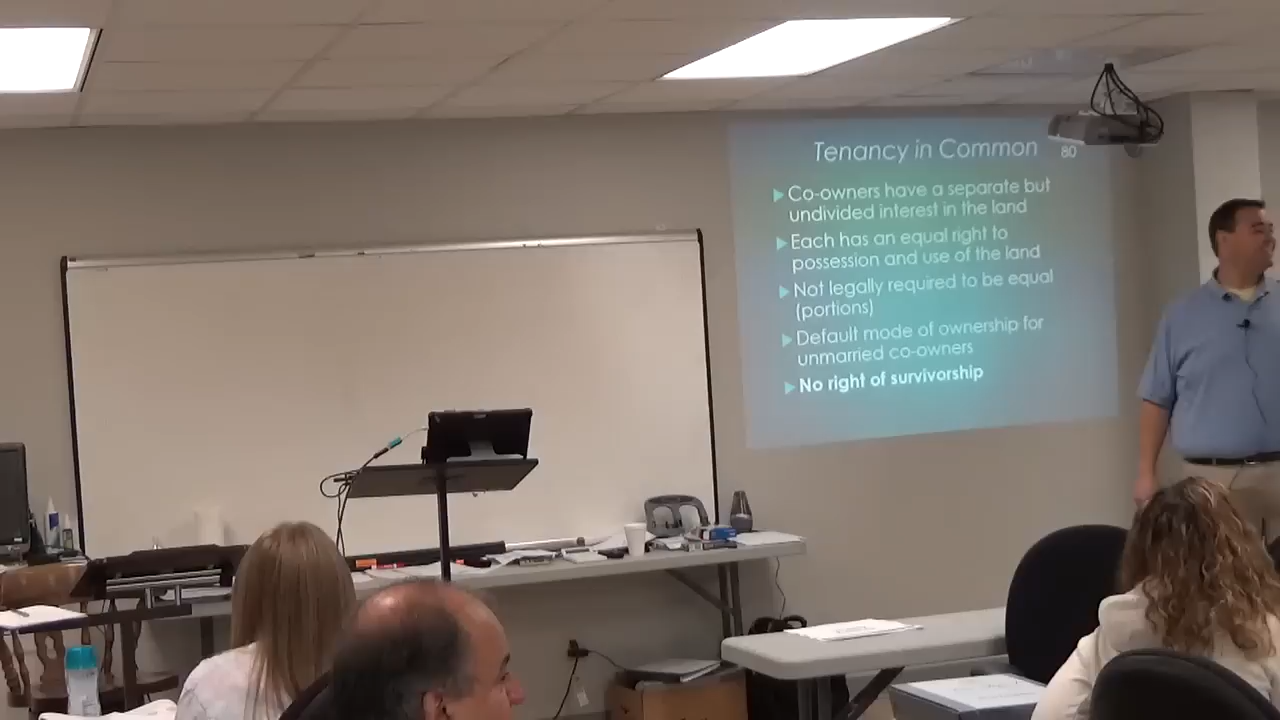 Tenancy in Common
80
Co-owners have a separate but
undivided interest in the land
Each has an equal right to
possession and use of the land
Not legally required to be equal
(portions)
Default mode of ownership for
unmarried co-owners
No right of survivorship